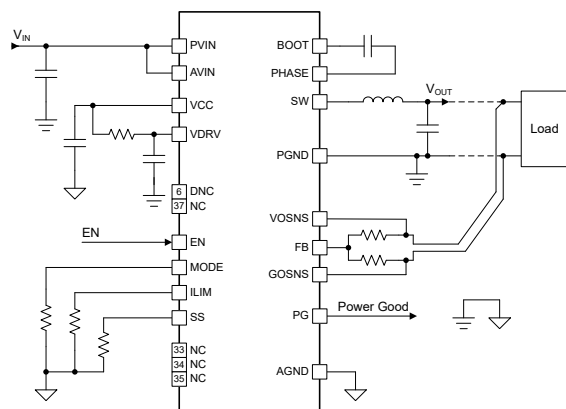 VIN
PVIN
AVIN
VCC
VDRV
6 DNC
37 NC
EN
EN
MODE
ILIM
SS
33 NC
34 NC
35 NC
BOOT
PHASE
SW
VOUT
Load
PGND
VOSNS
FB
GOSNS
PG
Power Good
AGND